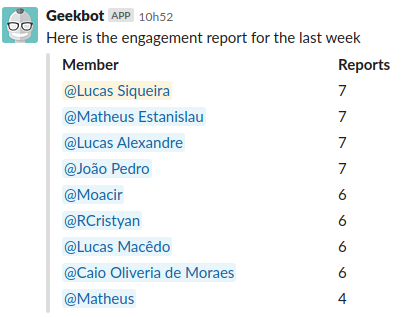 Geekbot APP 10h52
Here is the engagement report for the last week
Member Reports
@Lucas Siqueira 7
@Matheus Estanislau 7
@Lucas Alexandre 7
@João Pedro 7
@Moacir 6
@RCristyan 6
@Lucas Macêdo 6
@Caio Oliveria de Moraes 6
@Matheus 4